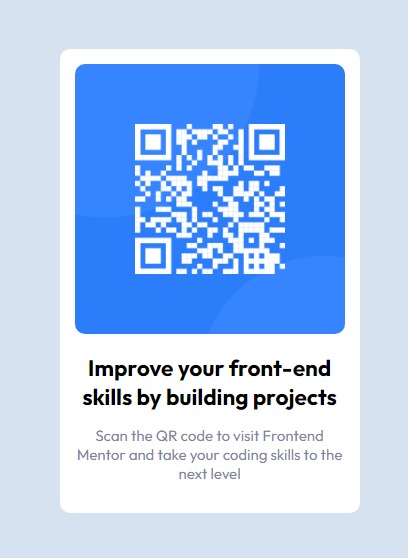 Improve your front-end
skills by building projects
Scan the QR code to visit Frontend
Mentor and take your coding skills to the
next level